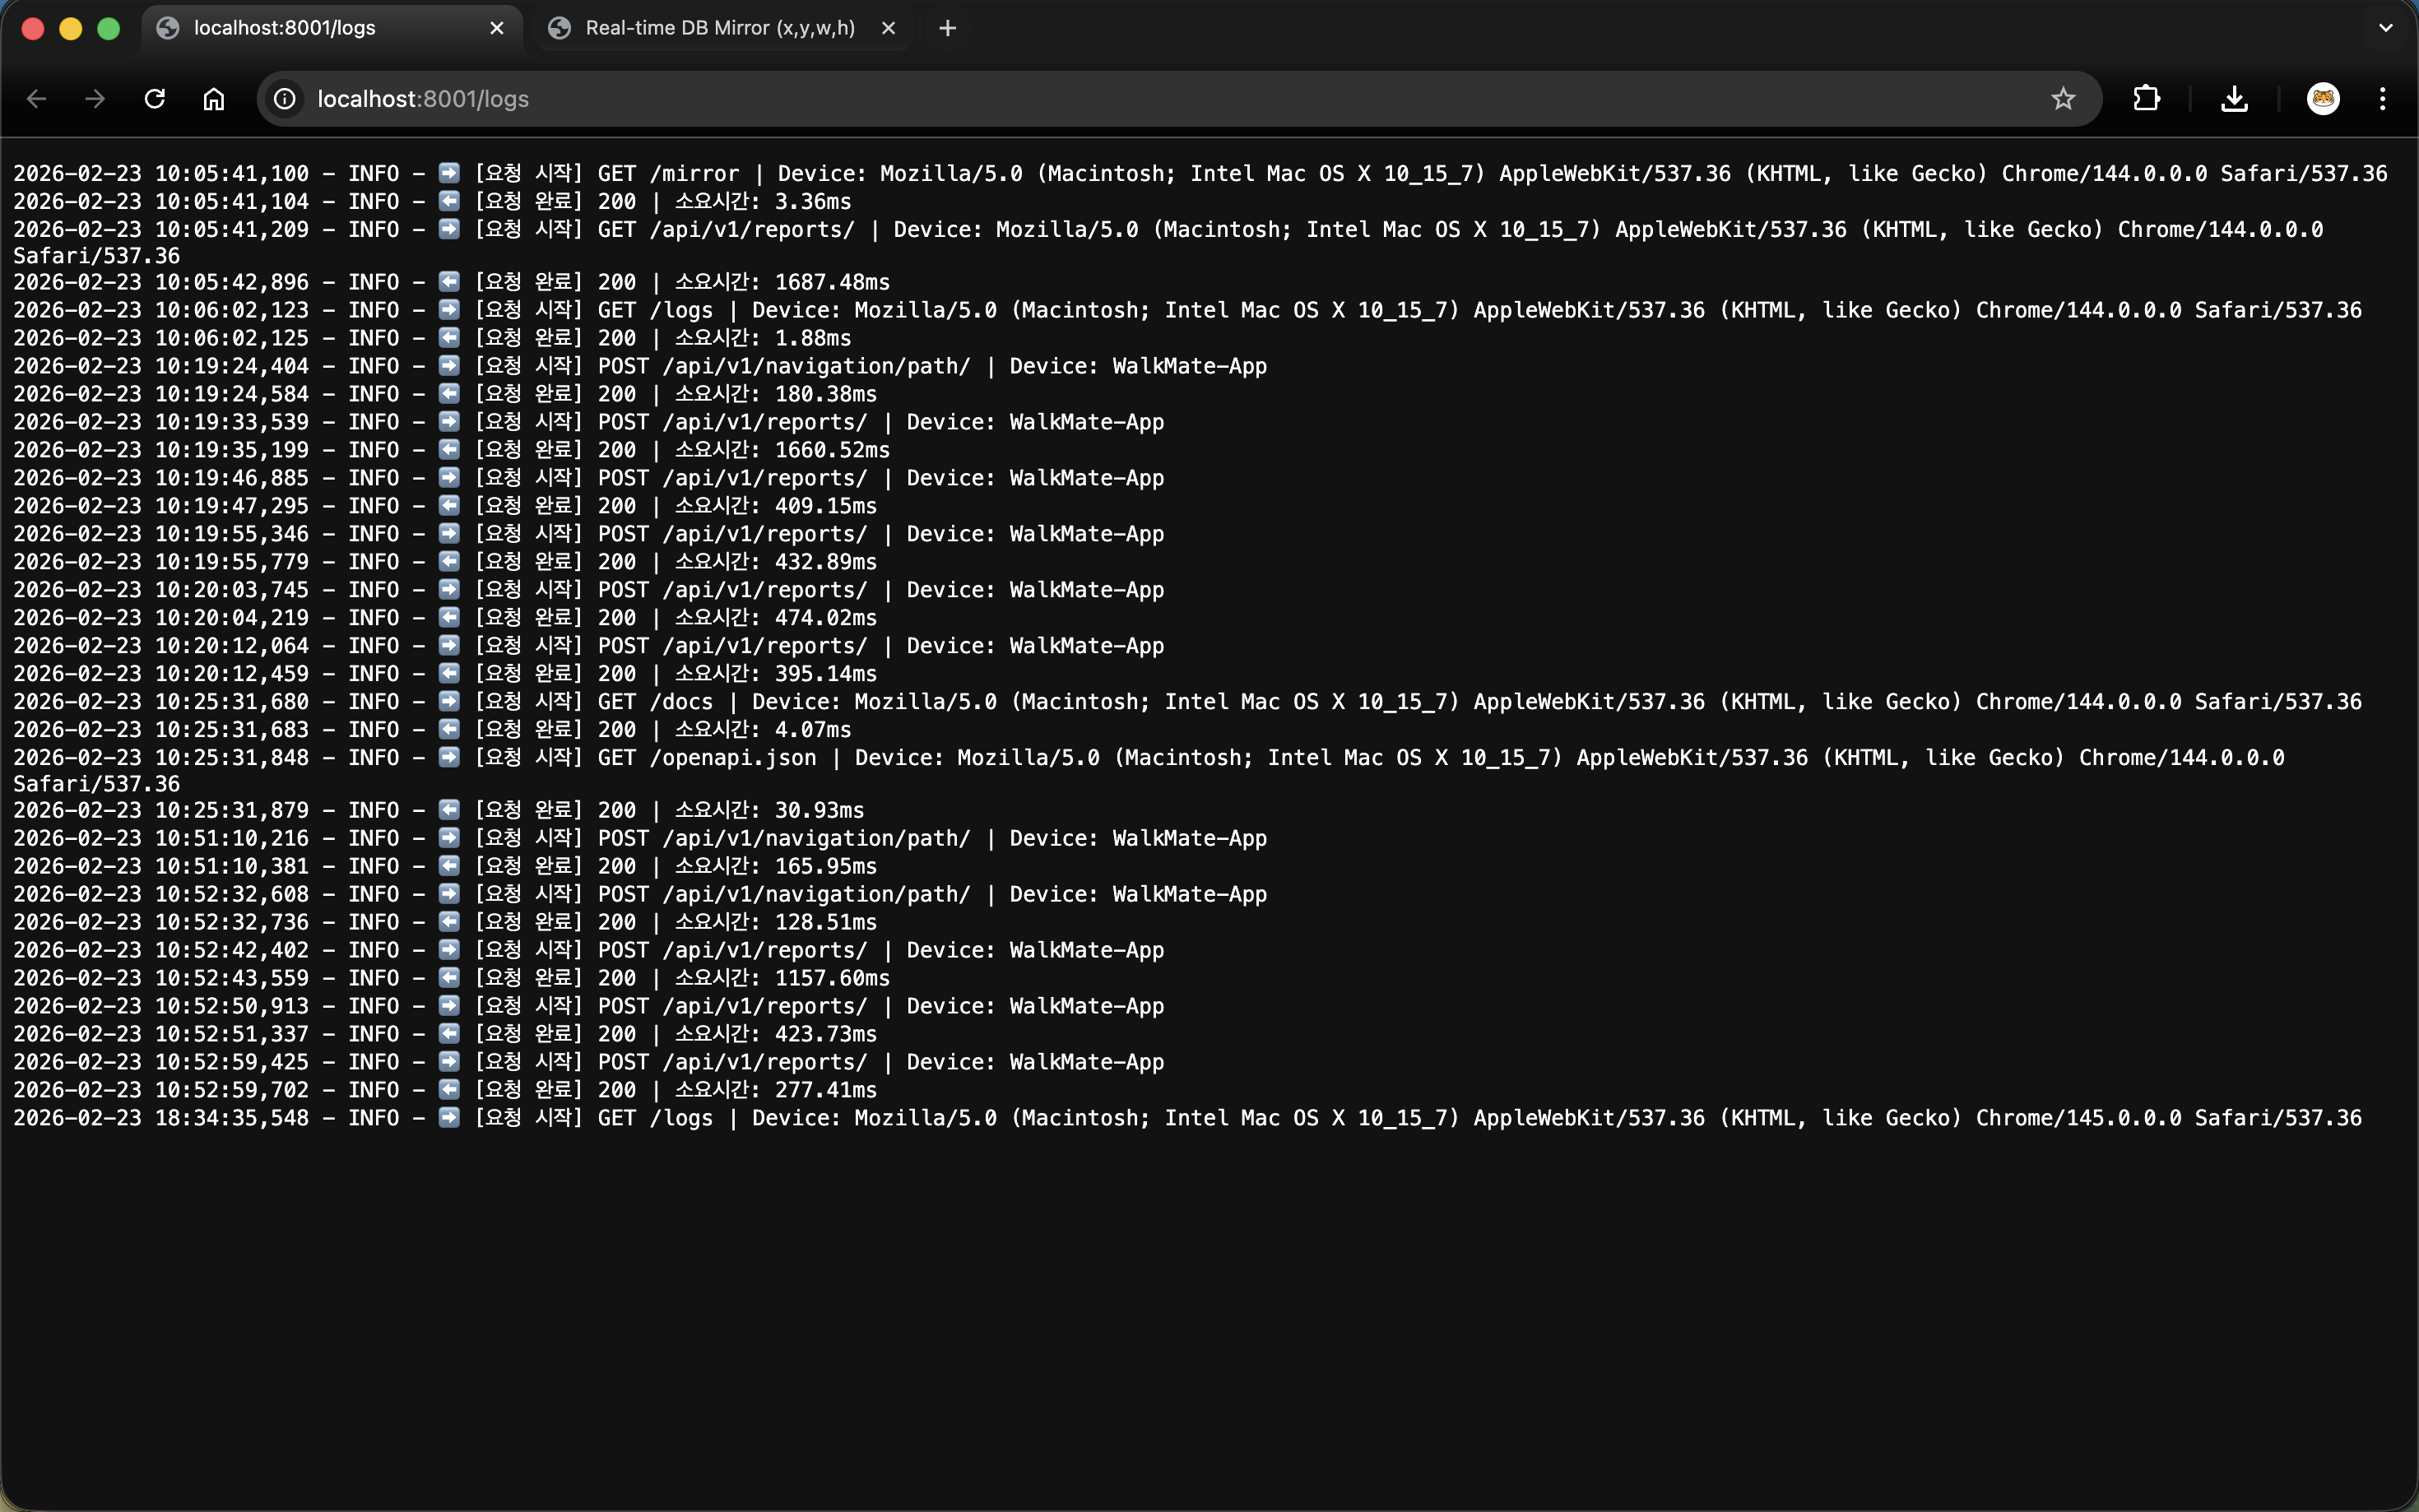 localhost:8001/logs
Real-time DB Mirror (x,y,w,h)
localhost:8001/logs
2026-02-23 10:05:41,100 - INFO - ➡️ [요청 시작] GET /mirror | Device: Mozilla/5.0 (Macintosh; Intel Mac OS X 10_15_7) AppleWebKit/537.36 (KHTML, like Gecko) Chrome/144.0.0.0 Safari/537.36
2026-02-23 10:05:41,104 - INFO - ⬅️ [요청 완료] 200 | 소요시간: 3.36ms
2026-02-23 10:05:41,209 - INFO - ➡️ [요청 시작] GET /api/v1/reports/ | Device: Mozilla/5.0 (Macintosh; Intel Mac OS X 10_15_7) AppleWebKit/537.36 (KHTML, like Gecko) Chrome/144.0.0.0
Safari/537.36
2026-02-23 10:05:42,896 - INFO - ⬅️ [요청 완료] 200 | 소요시간: 1687.48ms
2026-02-23 10:06:02,123 - INFO - ➡️ [요청 시작] GET /logs | Device: Mozilla/5.0 (Macintosh; Intel Mac OS X 10_15_7) AppleWebKit/537.36 (KHTML, like Gecko) Chrome/144.0.0.0 Safari/537.36
2026-02-23 10:06:02,125 - INFO - ⬅️ [요청 완료] 200 | 소요시간: 1.88ms
2026-02-23 10:19:24,404 - INFO - ➡️ [요청 시작] POST /api/v1/navigation/path/ | Device: WalkMate-App
2026-02-23 10:19:24,584 - INFO - ⬅️ [요청 완료] 200 | 소요시간: 180.38ms
2026-02-23 10:19:33,539 - INFO - ➡️ [요청 시작] POST /api/v1/reports/ | Device: WalkMate-App
2026-02-23 10:19:35,199 - INFO - ⬅️ [요청 완료] 200 | 소요시간: 1660.52ms
2026-02-23 10:19:46,885 - INFO - ➡️ [요청 시작] POST /api/v1/reports/ | Device: WalkMate-App
2026-02-23 10:19:47,295 - INFO - ⬅️ [요청 완료] 200 | 소요시간: 409.15ms
2026-02-23 10:19:55,346 - INFO - ➡️ [요청 시작] POST /api/v1/reports/ | Device: WalkMate-App
2026-02-23 10:19:55,779 - INFO - ⬅️ [요청 완료] 200 | 소요시간: 432.89ms
2026-02-23 10:20:03,745 - INFO - ➡️ [요청 시작] POST /api/v1/reports/ | Device: WalkMate-App
2026-02-23 10:20:04,219 - INFO - ⬅️ [요청 완료] 200 | 소요시간: 474.02ms
2026-02-23 10:20:12,064 - INFO - ➡️ [요청 시작] POST /api/v1/reports/ | Device: WalkMate-App
2026-02-23 10:20:12,459 - INFO - ⬅️ [요청 완료] 200 | 소요시간: 395.14ms
2026-02-23 10:25:31,680 - INFO - ➡️ [요청 시작] GET /docs | Device: Mozilla/5.0 (Macintosh; Intel Mac OS X 10_15_7) AppleWebKit/537.36 (KHTML, like Gecko) Chrome/144.0.0.0 Safari/537.36
2026-02-23 10:25:31,683 - INFO - ⬅️ [요청 완료] 200 | 소요시간: 4.07ms
2026-02-23 10:25:31,848 - INFO - ➡️ [요청 시작] GET /openapi.json | Device: Mozilla/5.0 (Macintosh; Intel Mac OS X 10_15_7) AppleWebKit/537.36 (KHTML, like Gecko) Chrome/144.0.0.0
Safari/537.36
2026-02-23 10:25:31,879 - INFO - ⬅️ [요청 완료] 200 | 소요시간: 30.93ms
2026-02-23 10:51:10,216 - INFO - ➡️ [요청 시작] POST /api/v1/navigation/path/ | Device: WalkMate-App
2026-02-23 10:51:10,381 - INFO - ⬅️ [요청 완료] 200 | 소요시간: 165.95ms
2026-02-23 10:52:32,608 - INFO - ➡️ [요청 시작] POST /api/v1/navigation/path/ | Device: WalkMate-App
2026-02-23 10:52:32,736 - INFO - ⬅️ [요청 완료] 200 | 소요시간: 128.51ms
2026-02-23 10:52:42,402 - INFO - ➡️ [요청 시작] POST /api/v1/reports/ | Device: WalkMate-App
2026-02-23 10:52:43,559 - INFO - ⬅️ [요청 완료] 200 | 소요시간: 1157.60ms
2026-02-23 10:52:50,913 - INFO - ➡️ [요청 시작] POST /api/v1/reports/ | Device: WalkMate-App
2026-02-23 10:52:51,337 - INFO - ⬅️ [요청 완료] 200 | 소요시간: 423.73ms
2026-02-23 10:52:59,425 - INFO - ➡️ [요청 시작] POST /api/v1/reports/ | Device: WalkMate-App
2026-02-23 10:52:59,702 - INFO - ⬅️ [요청 완료] 200 | 소요시간: 277.41ms
2026-02-23 18:34:35,548 - INFO - ➡️ [요청 시작] GET /logs | Device: Mozilla/5.0 (Macintosh; Intel Mac OS X 10_15_7) AppleWebKit/537.36 (KHTML, like Gecko) Chrome/145.0.0.0 Safari/537.36